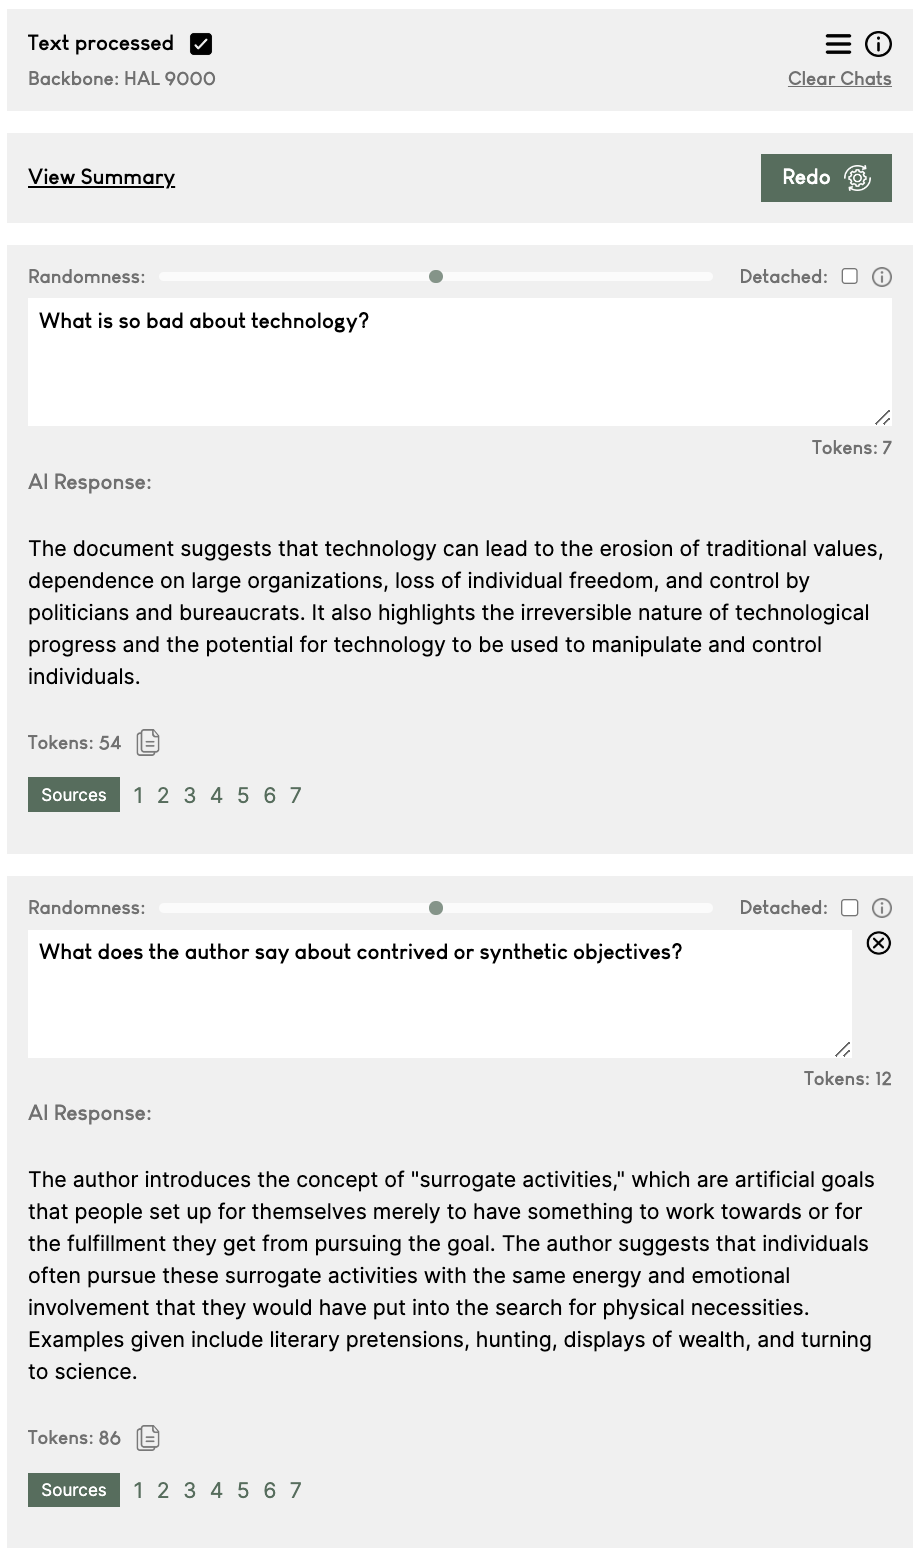 Text processed
Backbone: HAL 9000
Clear Chats
View Summary
Redo
Randomness:
Detached:
What is so bad about technology?
Tokens: 7
AI Response:
The document suggests that technology can lead to the erosion of traditional values,
dependence on large organizations, loss of individual freedom, and control by
politicians and bureaucrats. It also highlights the irreversible nature of technological
progress and the potential for technology to be used to manipulate and control
individuals.
Tokens: 54
Sources 1 2 3 4 5 6 7
Randomness:
Detached:
What does the author say about contrived or synthetic objectives?
Tokens: 12
AI Response:
The author introduces the concept of "surrogate activities," which are artificial goals
that people set up for themselves merely to have something to work towards or for
the fulfillment they get from pursuing the goal. The author suggests that individuals
often pursue these surrogate activities with the same energy and emotional
involvement that they would have put into the search for physical necessities.
Examples given include literary pretensions, hunting, displays of wealth, and turning
to science.
Tokens: 86
Sources 1 2 3 4 5 6 7